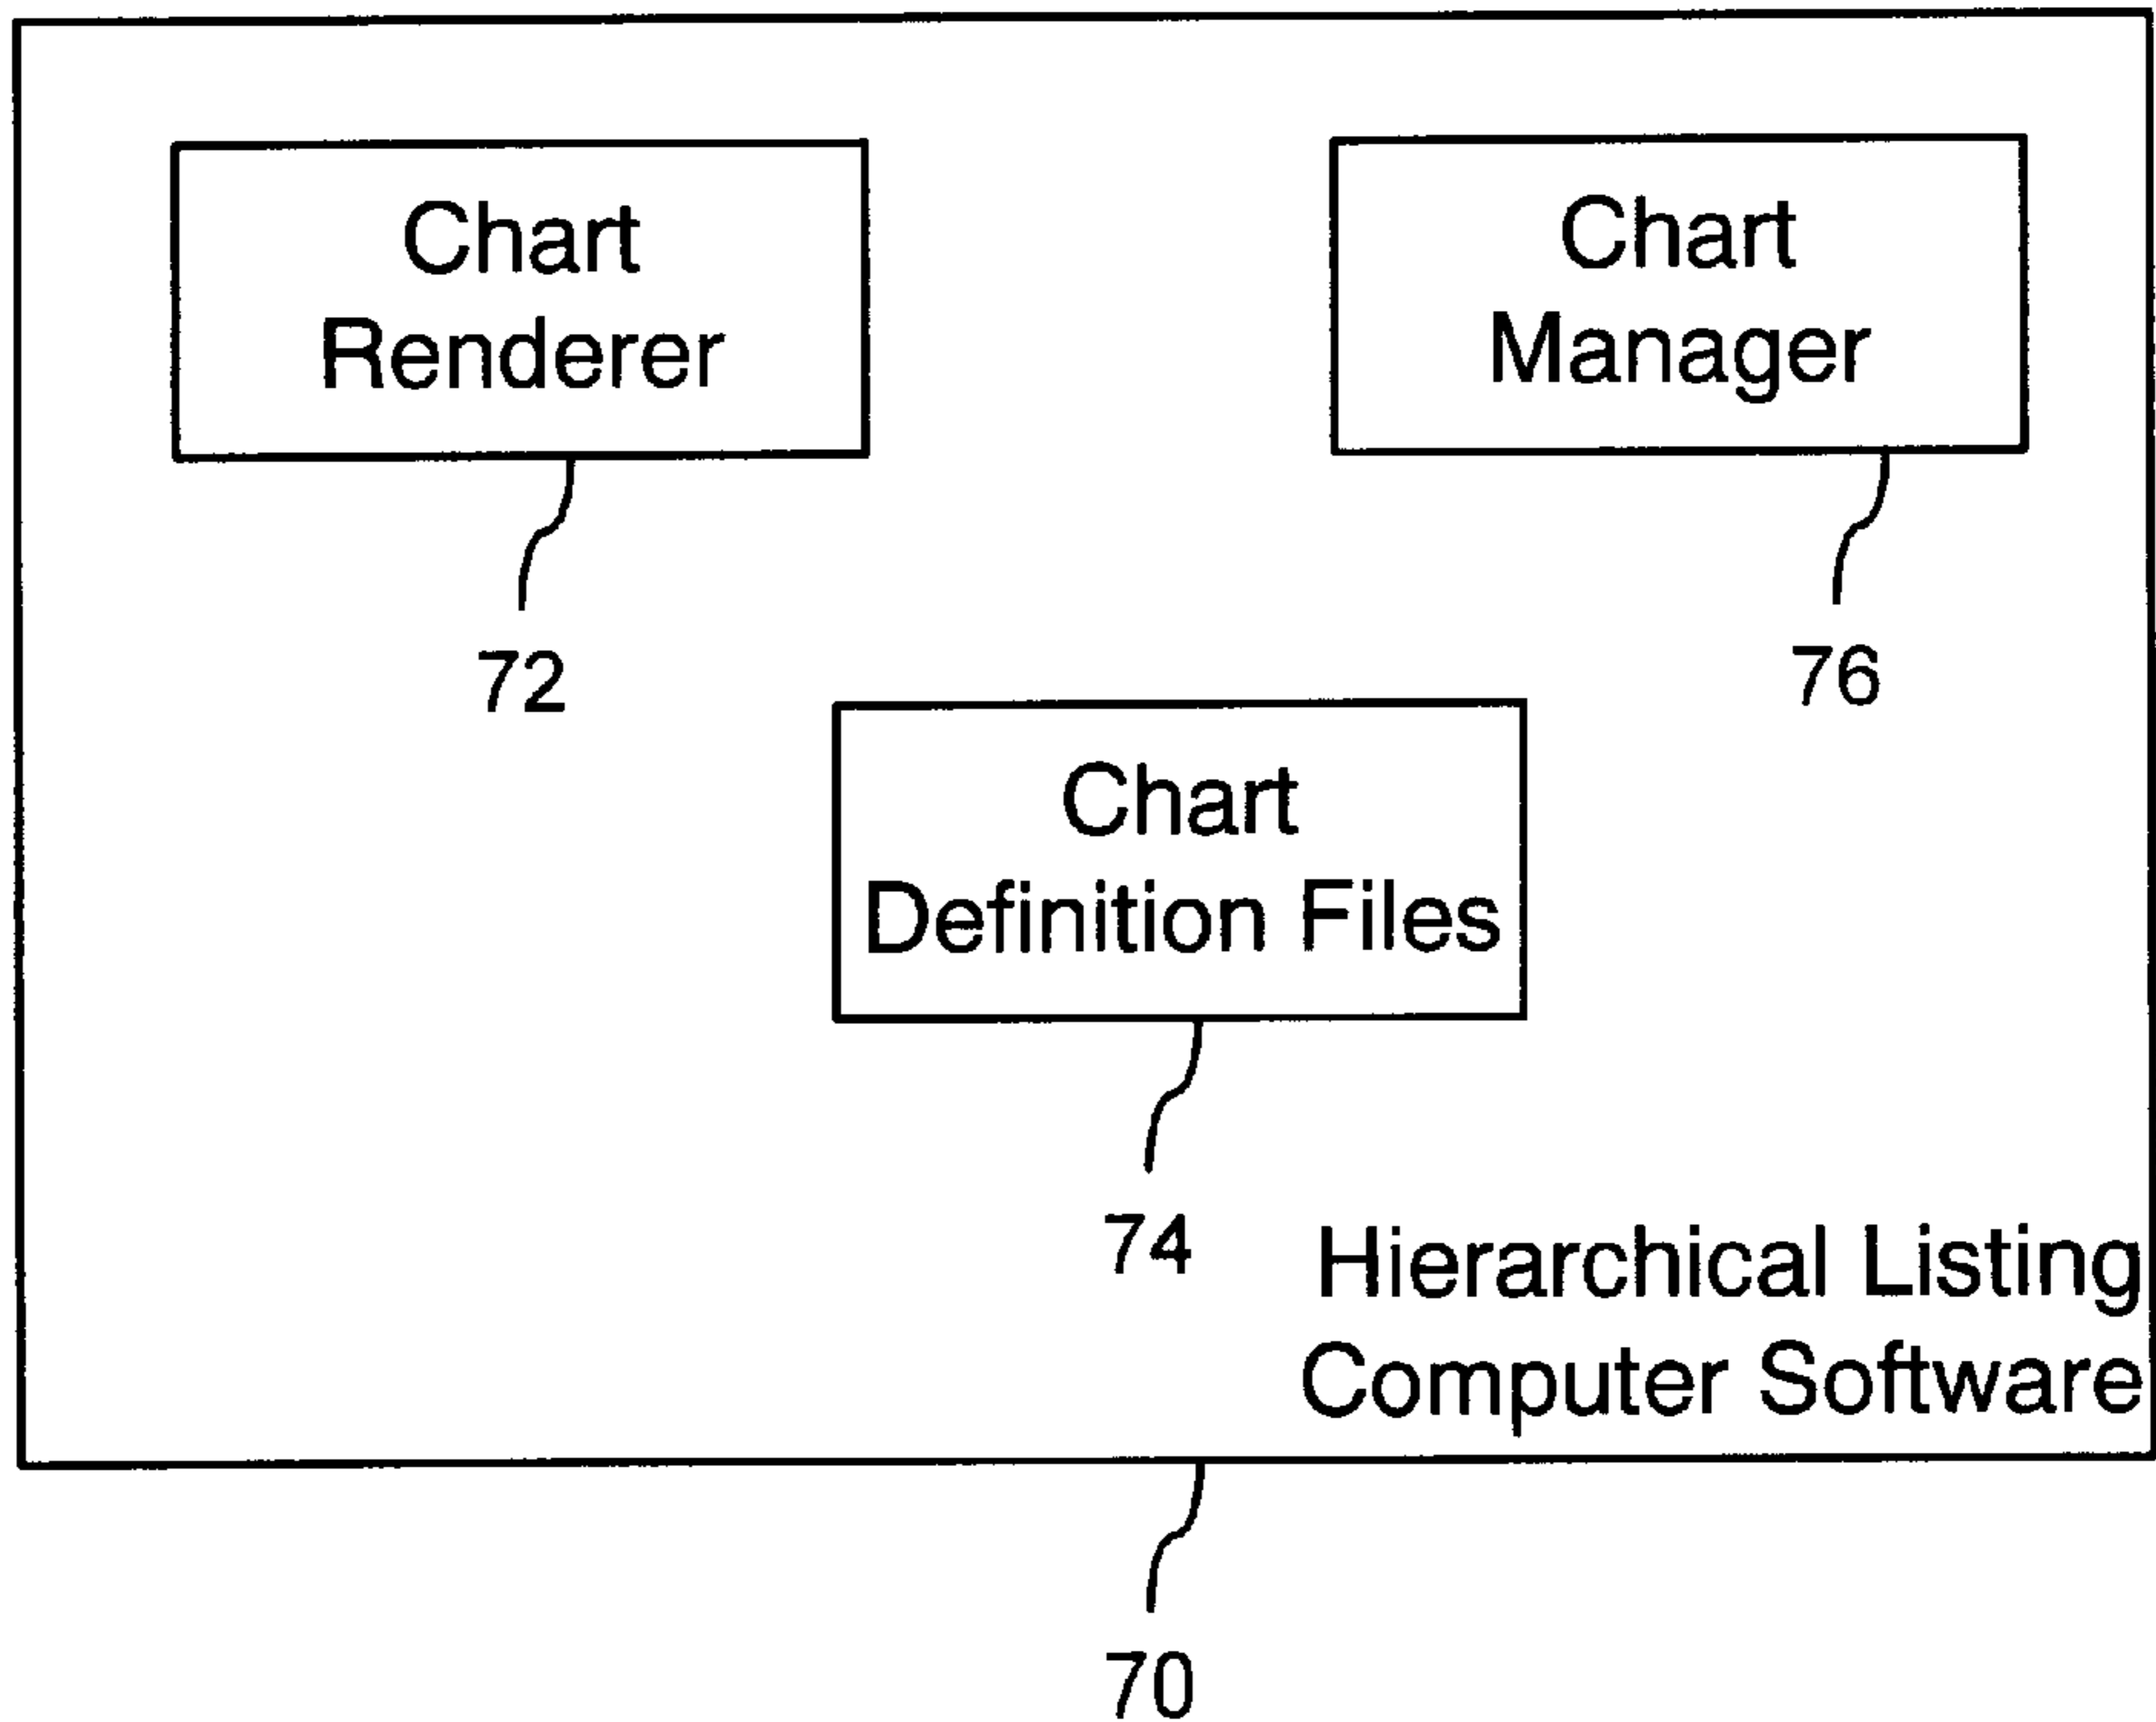 Chart
Renderer
72
Chart
Manager
76
Chart
Definition Files
74
Hierarchical Listing
Computer Software
70